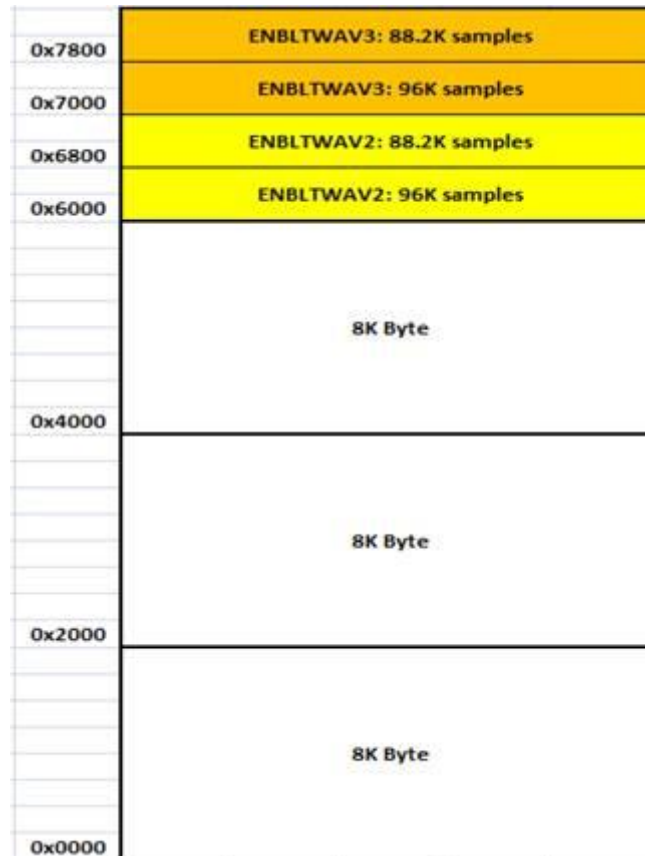 ENBLTWAV3: 88.2K samples
0x7800
ENBLTWAV3: 96K samples
0x7000
ENBLTWAV2: 88.2K samples
0x6800
ENBLTWAV2: 96K samples
0x6000
8K Byte
0x4000
8K Byte
0x2000
8K Byte
0x0000